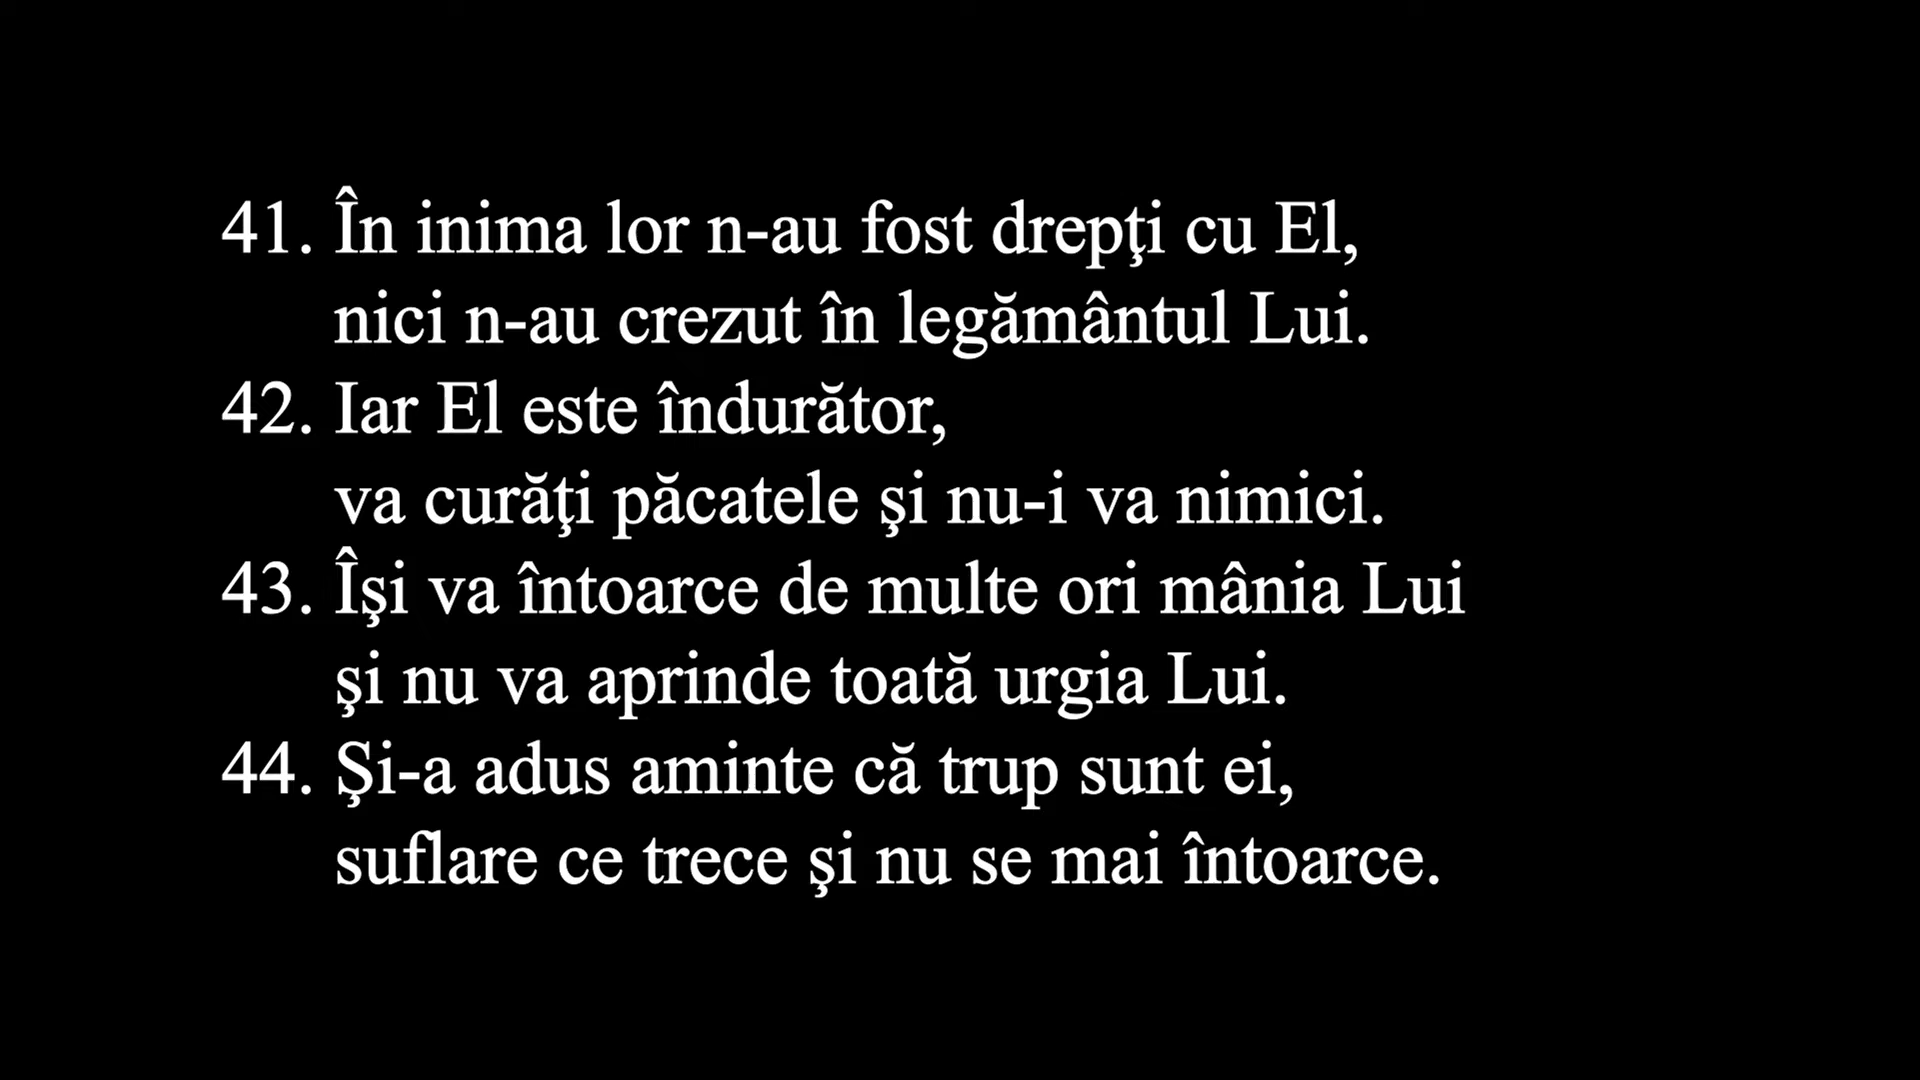 41. În inima lor n-au fost drepţi cu El,
nici n-au crezut în legământul Lui.
42. Iar El este îndurător,
va curăţi păcatele şi nu-i va nimici.
43. Îşi va întoarce de multe ori mânia Lui
şi nu va aprinde toată urgia Lui.
44. Şi-a adus aminte că trup sunt ei,
suflare ce trece şi nu se mai întoarce.